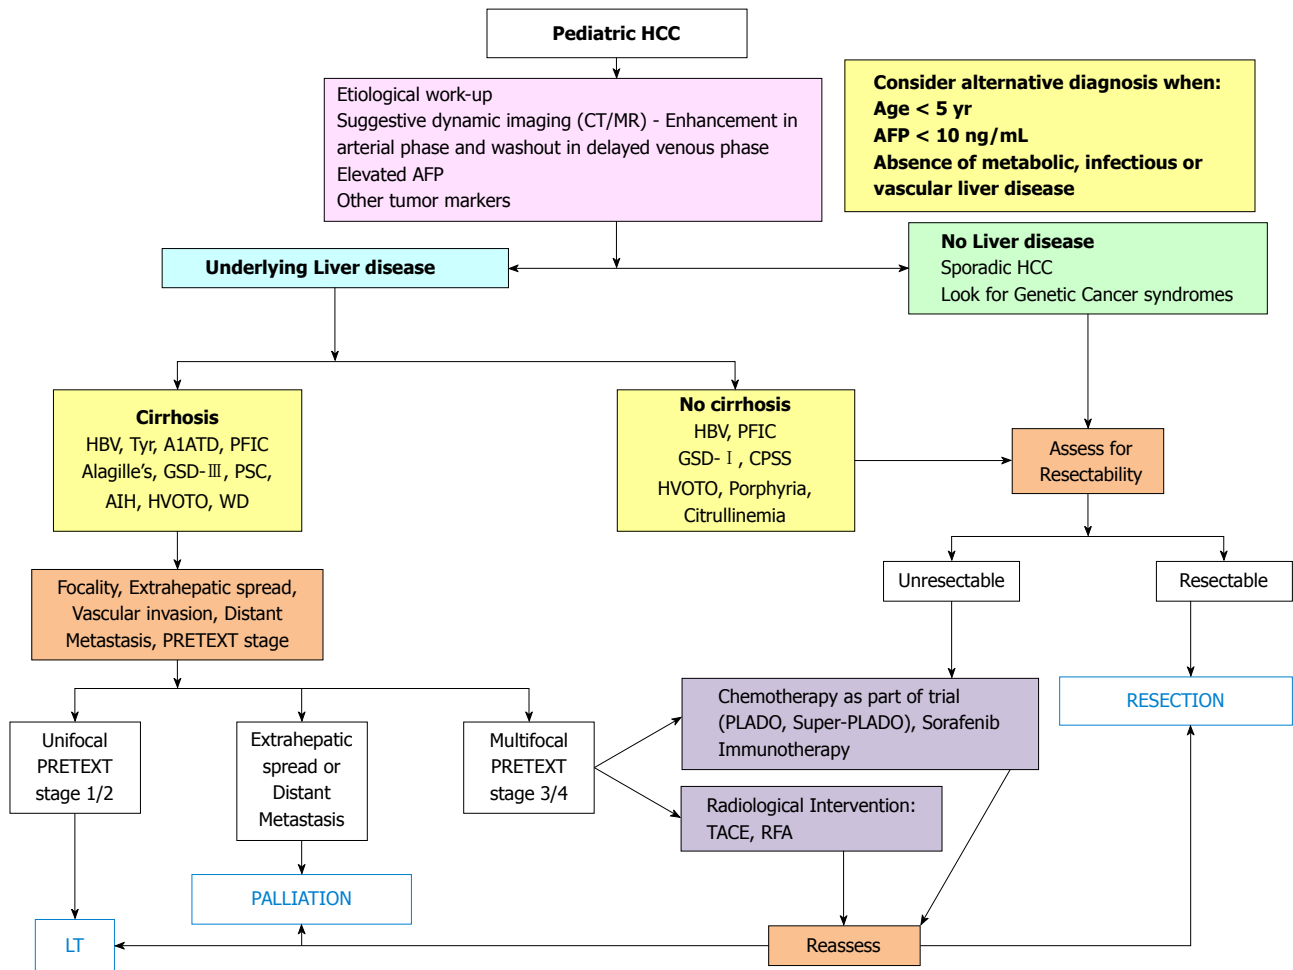 Pediatric HCC
Etiological work-up
Suggestive dynamic imaging (CT/MR) - Enhancement in
arterial phase and washout in delayed venous phase
Elevated AFP
Other tumor markers
Consider alternative diagnosis when:
Age < 5 yr
AFP < 10 ng/mL
Absence of metabolic, infectious or
vascular liver disease
Underlying Liver disease
No Liver disease
Sporadic HCC
Look for Genetic Cancer syndromes
Cirrhosis
HBV, Tyr, A1ATD, PFIC
Alagille’s, GSD-Ⅲ, PSC,
AIH, HVOTO, WD
No cirrhosis
HBV, PFIC
GSD-Ⅰ, CPSS
HVOTO, Porphyria,
Citrullinemia
Assess for
Resectability
Focality, Extrahepatic spread,
Vascular invasion, Distant
Metastasis, PRETEXT stage
Unresectable
Resectable
Unifocal
PRETEXT
stage 1/2
Extrahepatic
spread or
Distant
Metastasis
Multifocal
PRETEXT
stage 3/4
Chemotherapy as part of trial
(PLADO, Super-PLADO), Sorafenib
Immunotherapy
RESECTION
Radiological Intervention:
TACE, RFA
PALLIATION
LT
Reassess